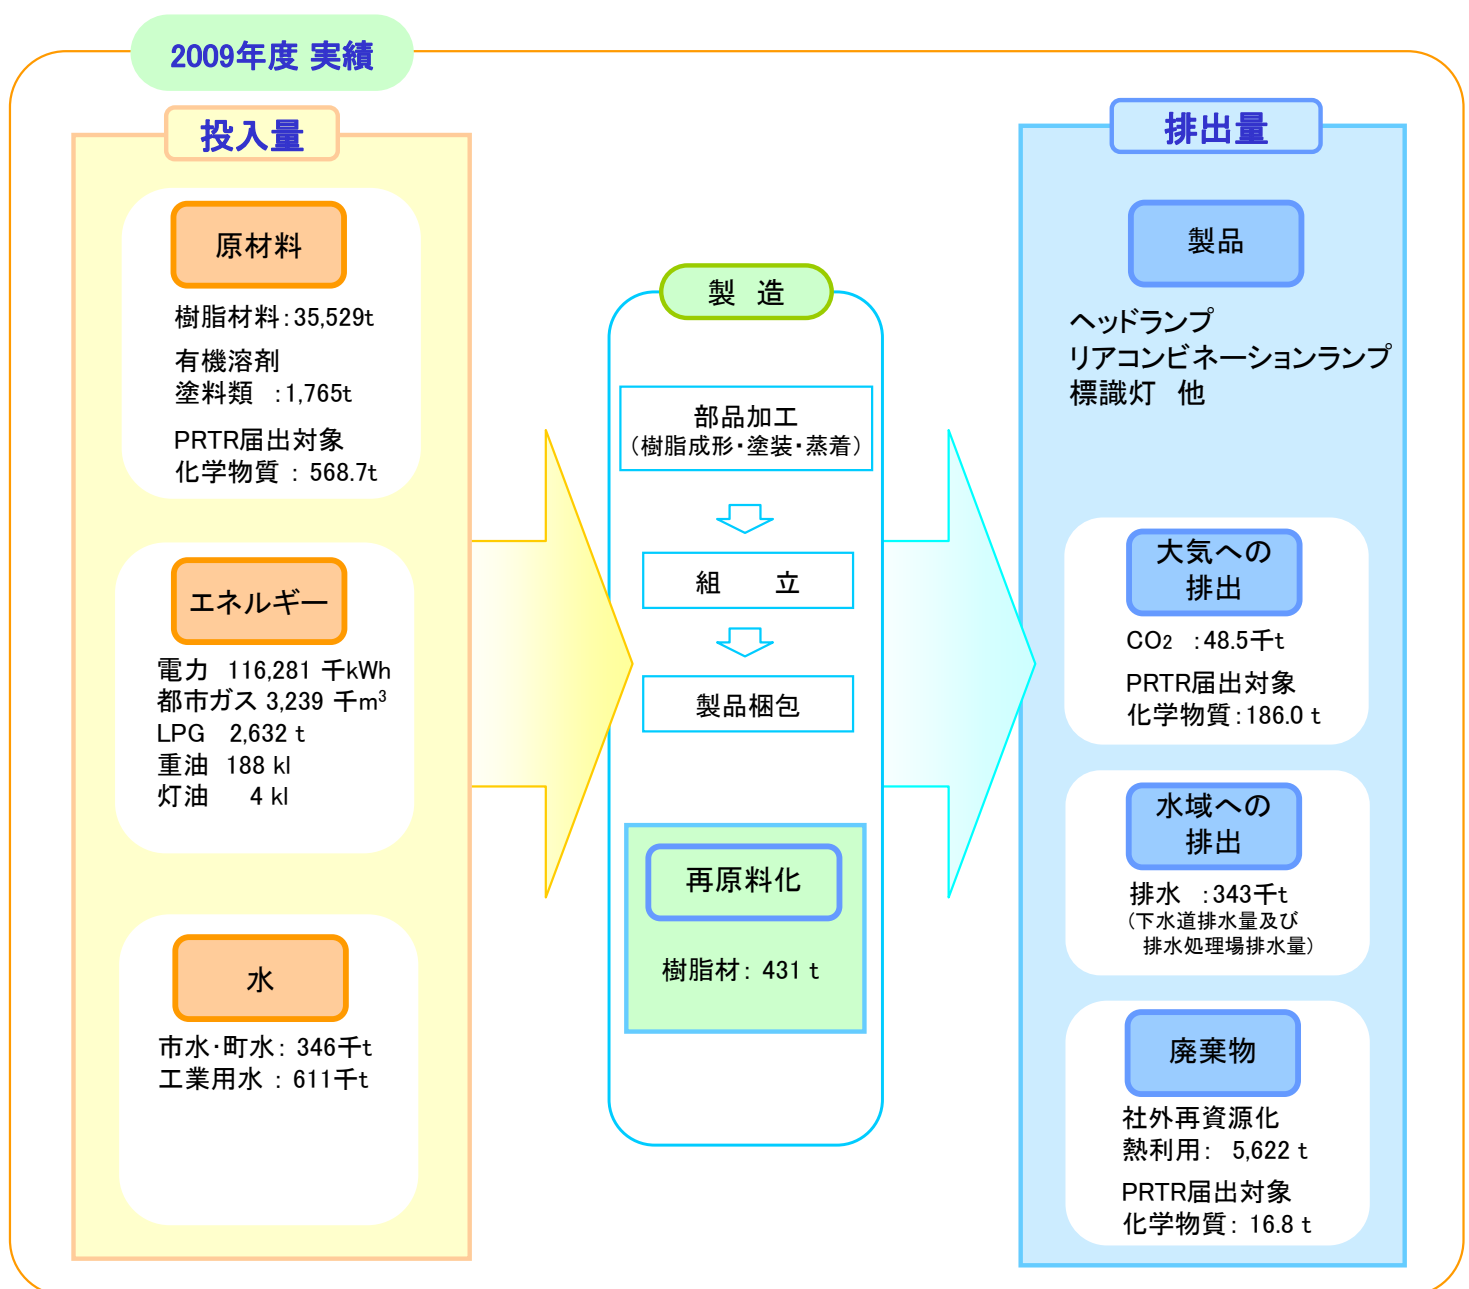 2009年度 実績
投入量
原材料
樹脂材料：35,529t
有機溶剤
塗料類 ：1,765t
PRTR届出対象
化学物質 ： 568.7t
エネルギー
電力 116,281 千kWh
都市ガス 3,239 千m³
LPG 2,632 t
重油 188 kl
灯油 4 kl
水
市水・町水： 346千t
工業用水 ： 611千t
製 造
部品加工
（樹脂成形・塗装・蒸着）
組 立
製品梱包
再原料化
樹脂材： 431 t
排出量
製品
ヘッドランプ
リアコンビネーションランプ
標識灯 他
大気への
排出
CO2 ：48.5千t
PRTR届出対象
化学物質：186.0 t
水域への
排出
排水 ：343千t
（下水道排水量及び
排水処理場排水量）
廃棄物
社外再資源化
熱利用： 5,622 t
PRTR届出対象
化学物質： 16.8 t